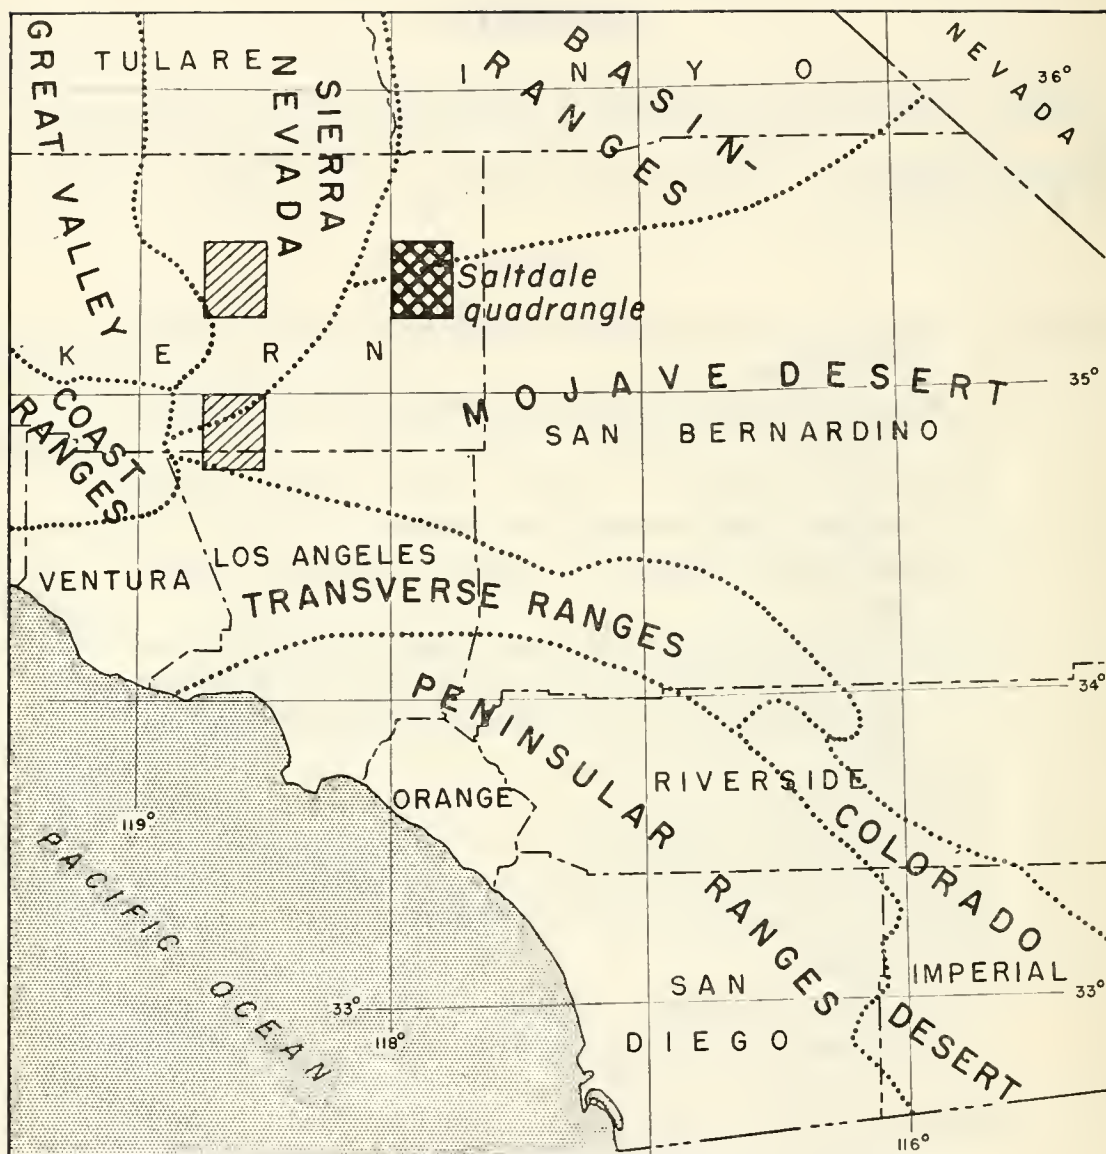 GREAT VALLEY
TULARE
SIERRA
NEVADA
INYO
BASIN-
RANGES
NEVADA
36°
Saltdale
quadrangle
KERN
35°
MOJAVE DESERT
SAN BERNARDINO
COAST
RANGES
VENTURA
LOS ANGELES
TRANSVERSE RANGES
34°
PENINSULAR RANGES
RIVERSIDE
ORANGE
119°
COLORADO
DESERT
PACIFIC OCEAN
IMPERIAL
SAN
DIEGO
33°
33°
118°
116°